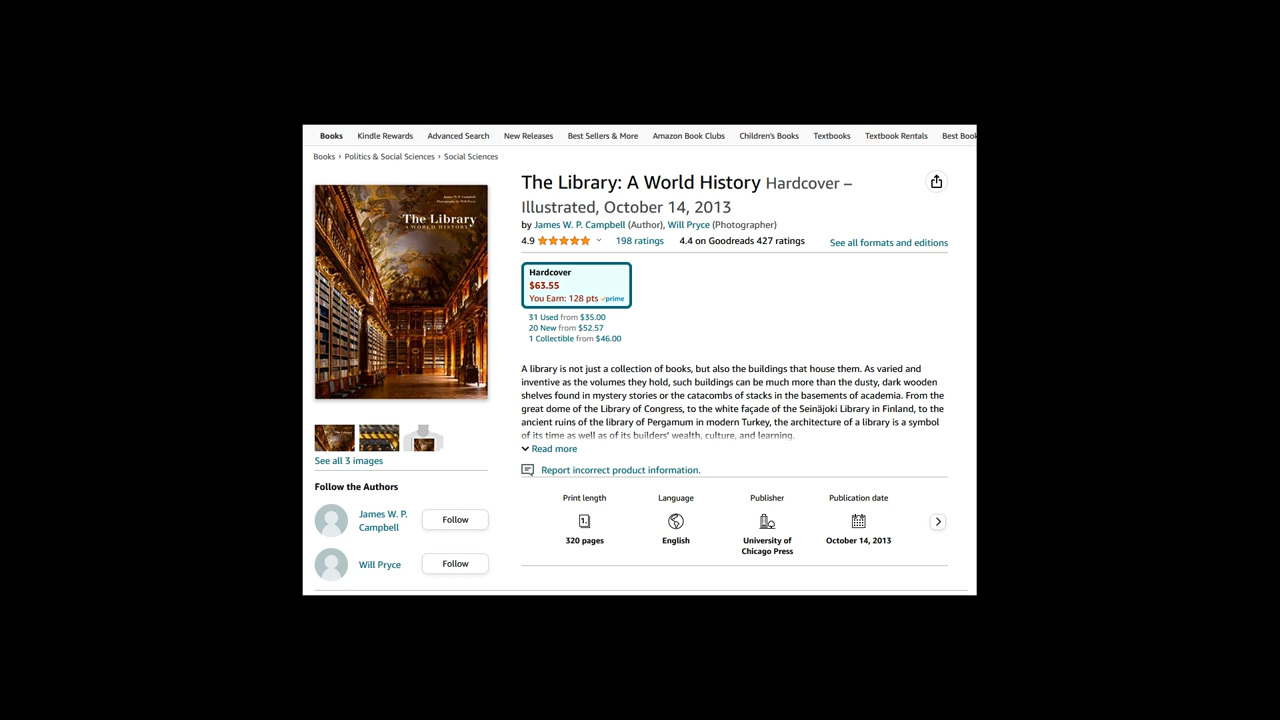 Books Kindle Rewards Advanced Search New Releases Best Sellers & More Amazon Book Clubs Children's Books Textbooks Textbook Rentals Best Book
Books › Politics & Social Sciences › Social Sciences
James W. P. Campbell
Photographs by Will Pryce
The Library
A WORLD HISTORY
See all 3 images
Follow the Authors
James W. P.
Campbell
Follow
Will Pryce
Follow
The Library: A World History Hardcover –
Illustrated, October 14, 2013
by James W. P. Campbell (Author), Will Pryce (Photographer)
4.9 198 ratings 4.4 on Goodreads 427 ratings See all formats and editions
Hardcover
$63.55
You Earn: 128 pts prime
31 Used from $35.00
20 New from $52.57
1 Collectible from $46.00
A library is not just a collection of books, but also the buildings that house them. As varied and
inventive as the volumes they hold, such buildings can be much more than the dusty, dark wooden
shelves found in mystery stories or the catacombs of stacks in the basements of academia. From the
great dome of the Library of Congress, to the white façade of the Seinäjoki Library in Finland, to the
ancient ruins of the library of Pergamum in modern Turkey, the architecture of a library is a symbol
of its time as well as of its builders' wealth, culture, and learning.
Read more
Report incorrect product information.
Print length Language Publisher Publication date
1.
320 pages English University of October 14, 2013
Chicago Press